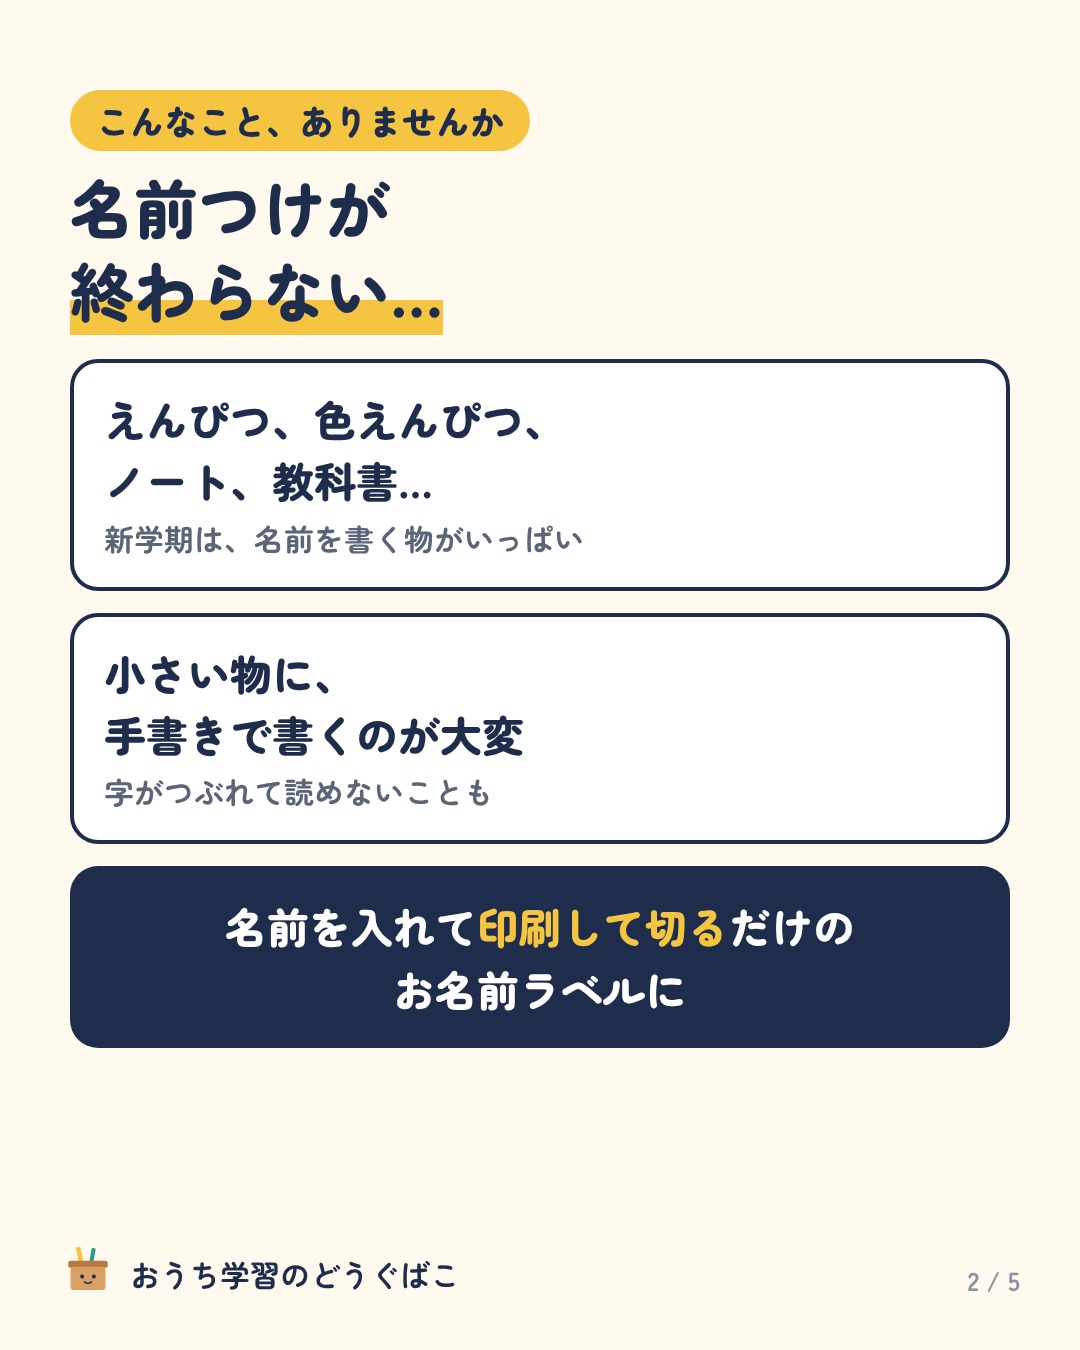 こんなこと、ありませんか
名前つけが
終わらない…
えんぴつ、色えんぴつ、
ノート、教科書…
新学期は、名前を書く物がいっぱい
小さい物に、
手書きで書くのが大変
字がつぶれて読めないことも
名前を入れて印刷して切るだけの
お名前ラベルに
おうち学習のどうぐばこ
2 / 5